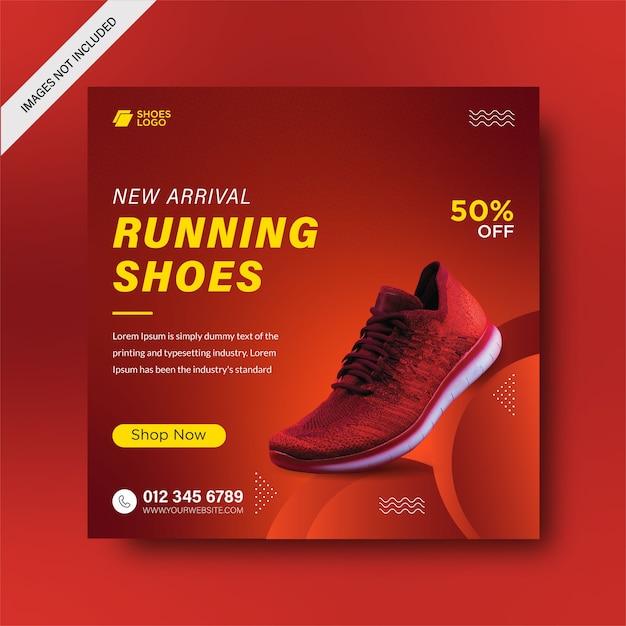 IMAGES NOT INCLUDED
SHOES
LOGO
NEW ARRIVAL
RUNNING
SHOES
50%
OFF
Lorem Ipsum is simply dummy text of the
printing and typesetting industry. Lorem
Ipsum has been the industry's standard
Shop Now
012 345 6789
WWW.YOURWEBSITE.COM